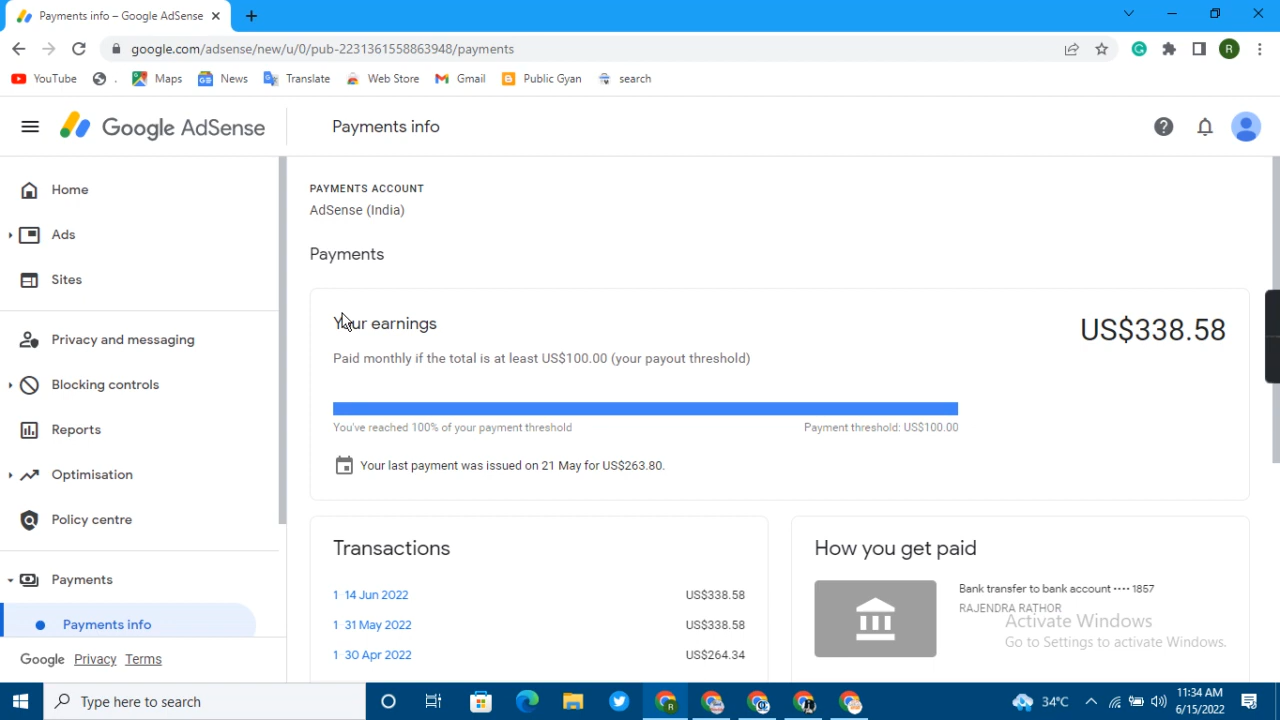 Payments info – Google AdSense
google.com/adsense/new/u/0/pub-2231361558863948/payments
R
YouTube
.
Maps
News
Translate
Web Store
Gmail
Public Gyan
search
Google AdSense
Payments info
Home
Ads
Sites
Privacy and messaging
Blocking controls
Reports
Optimisation
Policy centre
Payments
Payments info
Google Privacy Terms
PAYMENTS ACCOUNT
AdSense (India)
Payments
Your earnings
US$338.58
Paid monthly if the total is at least US$100.00 (your payout threshold)
You've reached 100% of your payment threshold
Payment threshold: US$100.00
Your last payment was issued on 21 May for US$263.80.
Transactions
1 14 Jun 2022 US$338.58
1 31 May 2022 US$338.58
1 30 Apr 2022 US$264.34
How you get paid
Bank transfer to bank account •••• 1857
RAJENDRA RATHOR
Activate Windows
Go to Settings to activate Windows.
Type here to search
34°C
11:34 AM
6/15/2022